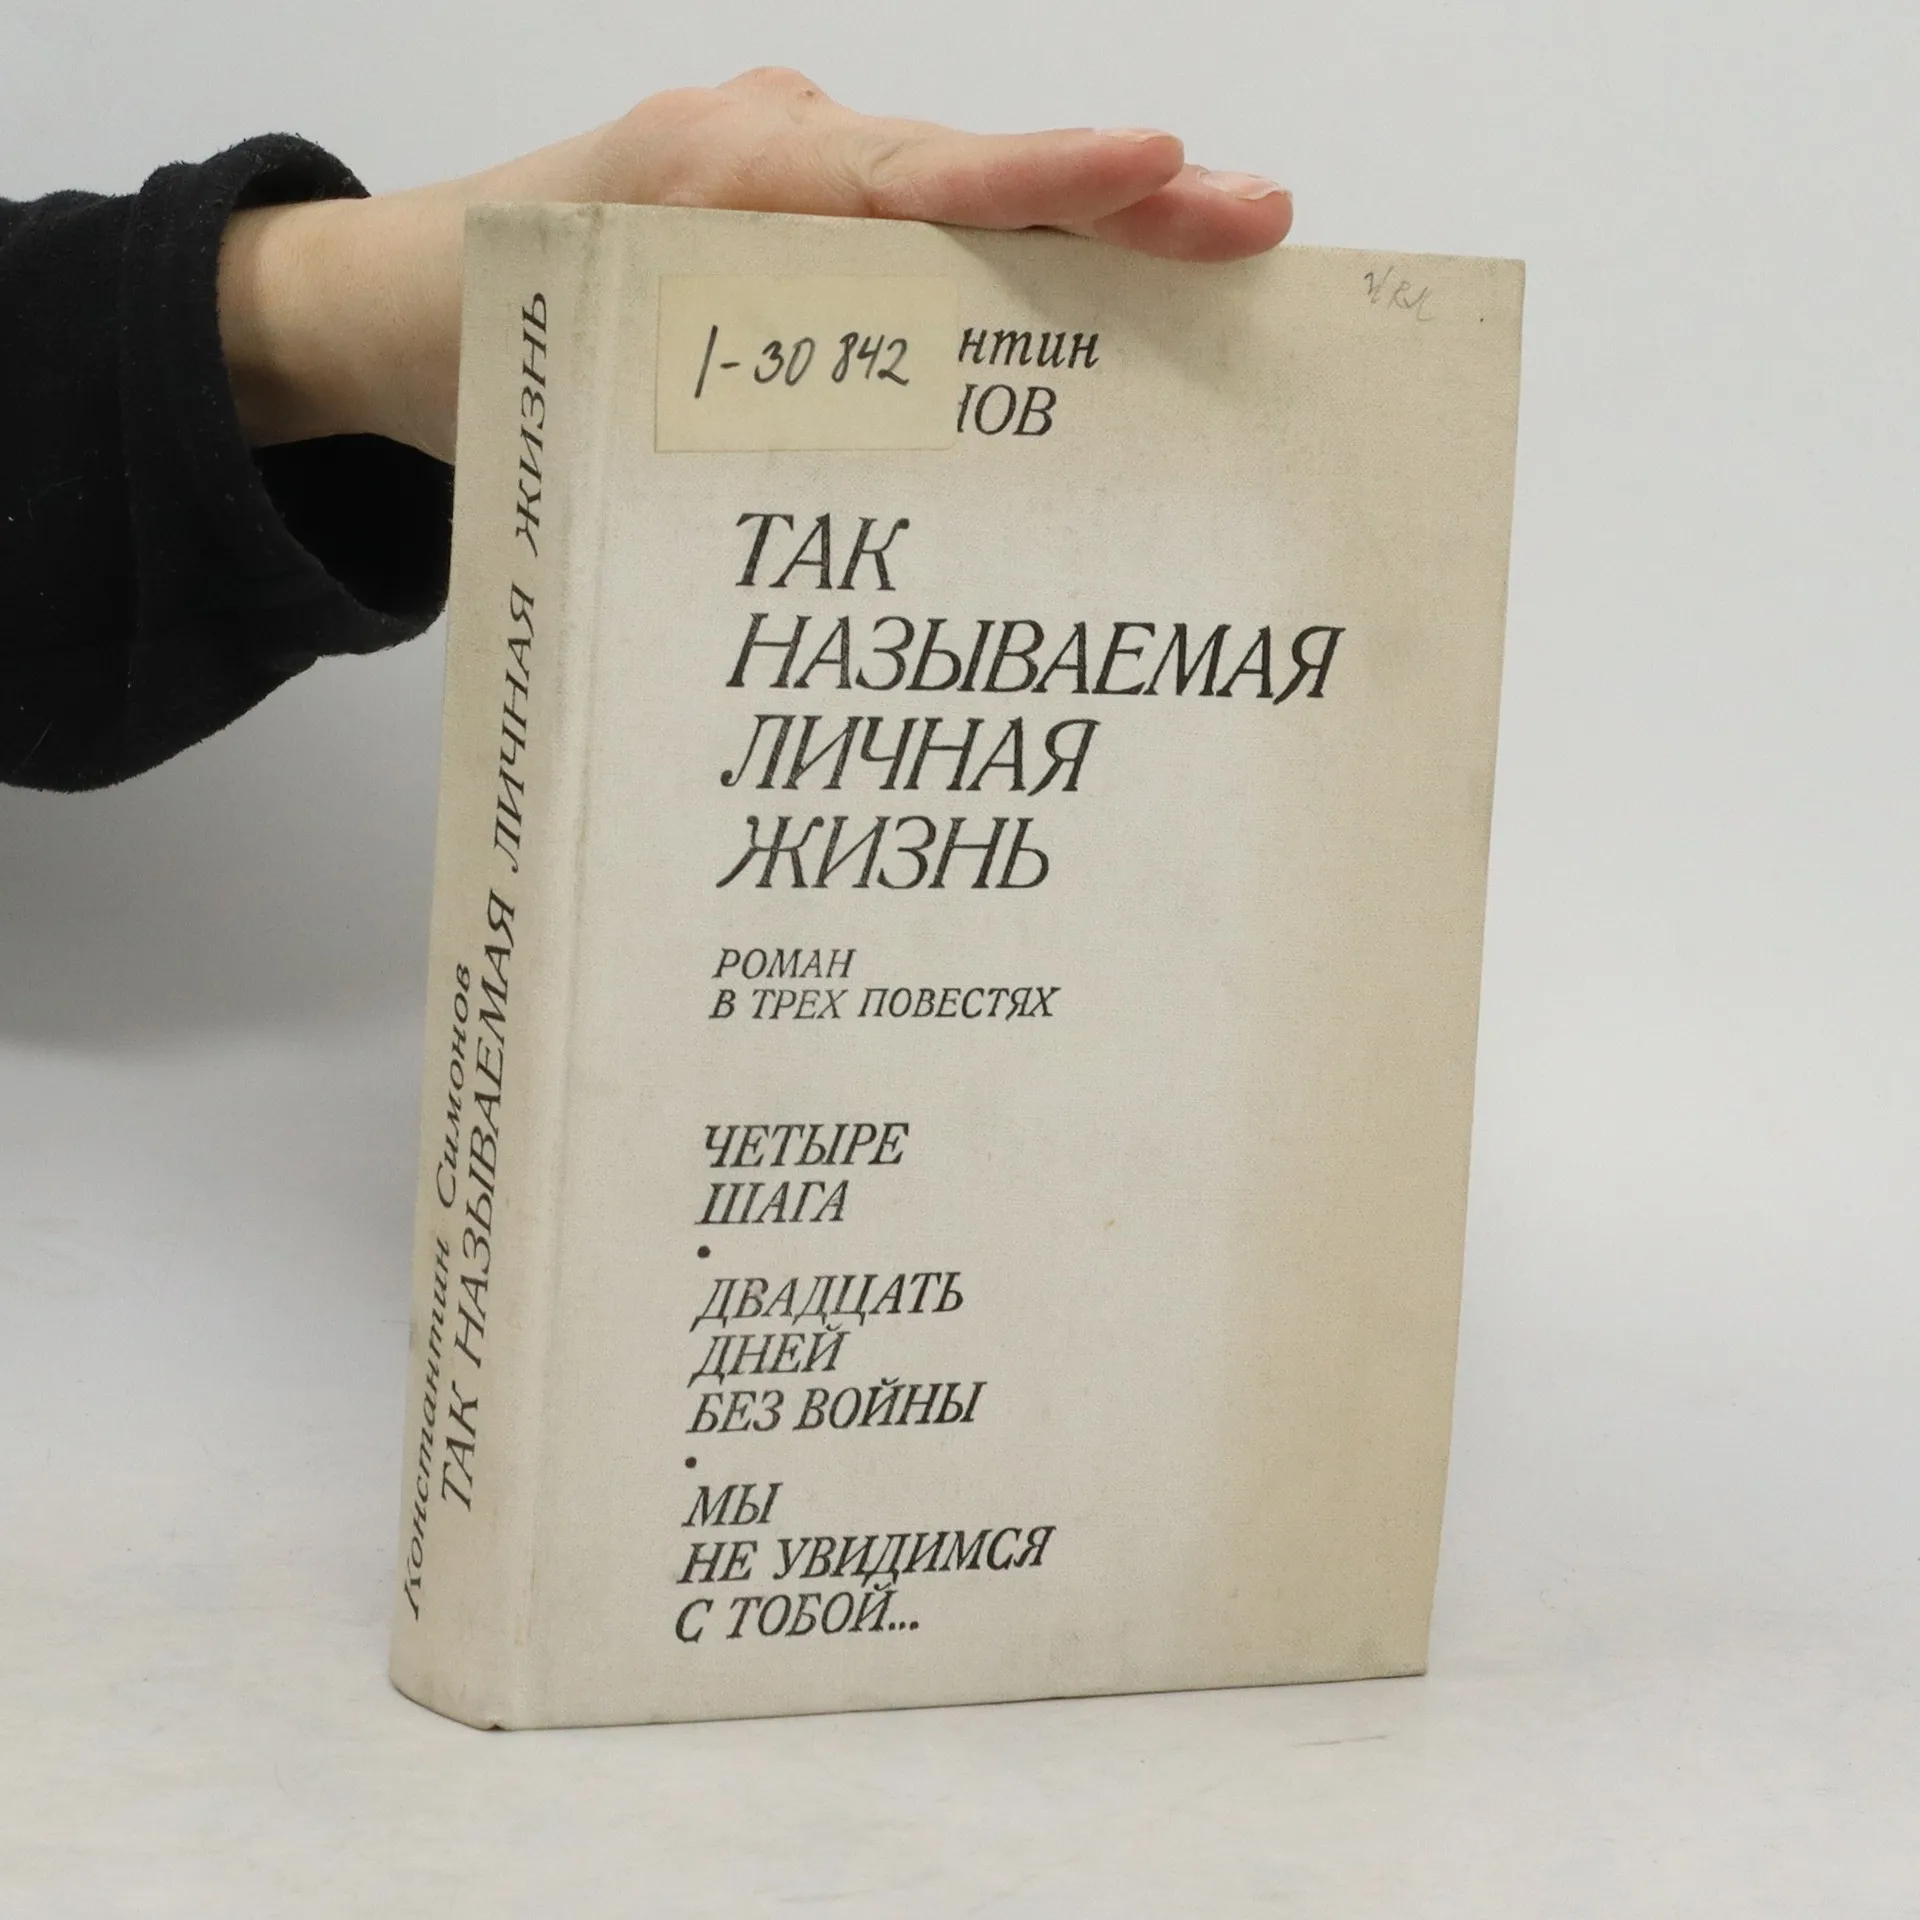 Константин Симонов
ТАК НАЗЫВАЕМАЯ ЛИЧНАЯ ЖИЗНЬ
1-30 842
нтин
НОВ
ТАК
НАЗЫВАЕМАЯ
ЛИЧНАЯ
ЖИЗНЬ
РОМАН
В ТРЕХ ПОВЕСТЯХ
ЧЕТЫРЕ
ШАГА
•
ДВАДЦАТЬ
ДНЕЙ
БЕЗ ВОЙНЫ
•
МЫ
НЕ УВИДИМСЯ
С ТОБОЙ...